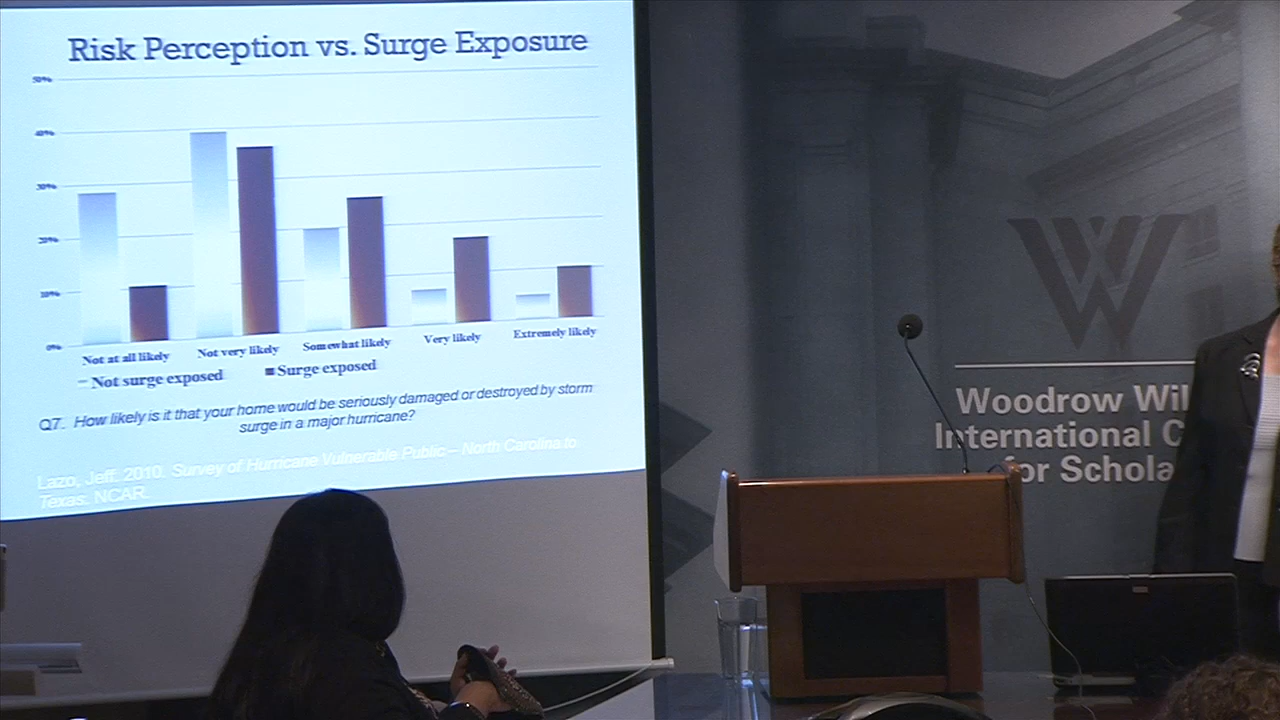 Risk Perception vs. Surge Exposure
50%
40%
30%
20%
10%
0%
Not at all likely
Not very likely
Somewhat likely
Very likely
Extremely likely
Not surge exposed
Surge exposed
Q7. How likely is it that your home would be seriously damaged or destroyed by storm
surge in a major hurricane?
Lazo, Jeff. 2010. Survey of Hurricane Vulnerable Public – North Carolina to
Texas. NCAR.
W
Woodrow Wil
International C
for Schola